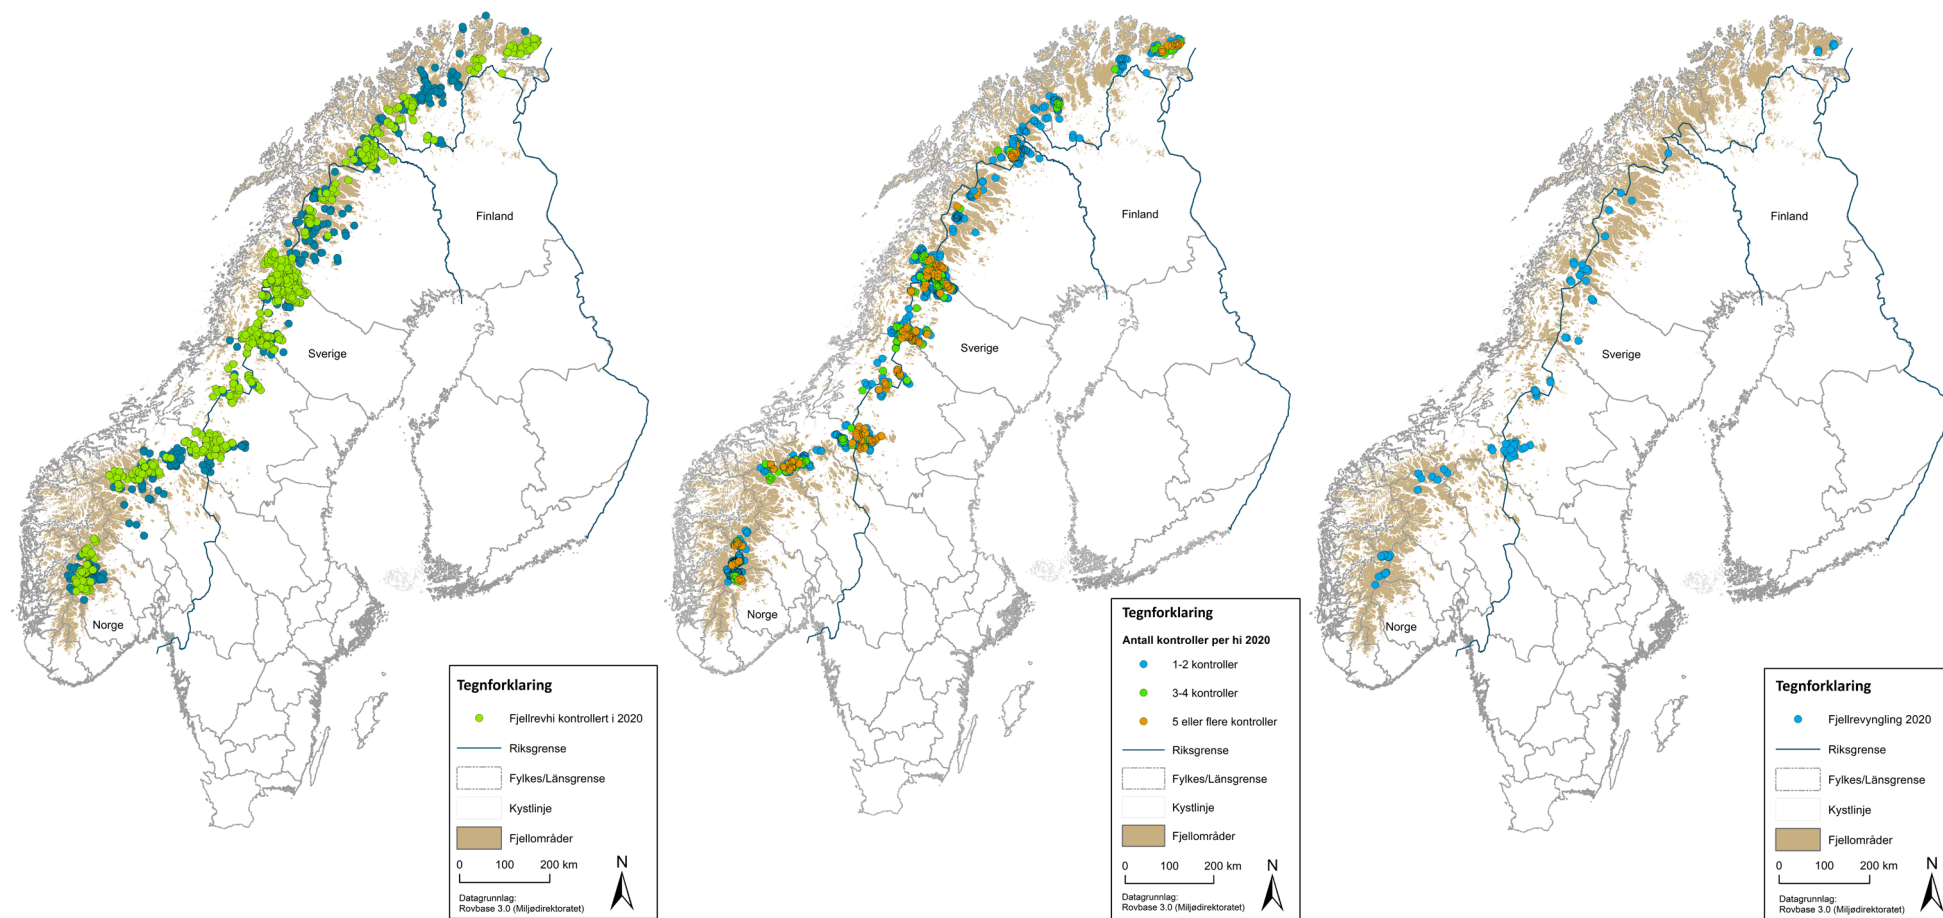 Finland
Sverige
Norge
Tegnforklaring
Fjellrevhi kontrollert i 2020
Riksgrense
Fylkes/Länsgrense
Kystlinje
Fjellområder
0 100 200 km
N
Datagrunnlag:
Rovbase 3.0 (Miljødirektoratet)
Finland
Sverige
Norge
Tegnforklaring
Antall kontroller per hi 2020
1-2 kontroller
3-4 kontroller
5 eller flere kontroller
Riksgrense
Fylkes/Länsgrense
Kystlinje
Fjellområder
0 100 200 km
N
Datagrunnlag:
Rovbase 3.0 (Miljødirektoratet)
Finland
Sverige
Norge
Tegnforklaring
Fjellrevyngling 2020
Riksgrense
Fylkes/Länsgrense
Kystlinje
Fjellområder
0 100 200 km
N
Datagrunnlag:
Rovbase 3.0 (Miljødirektoratet)